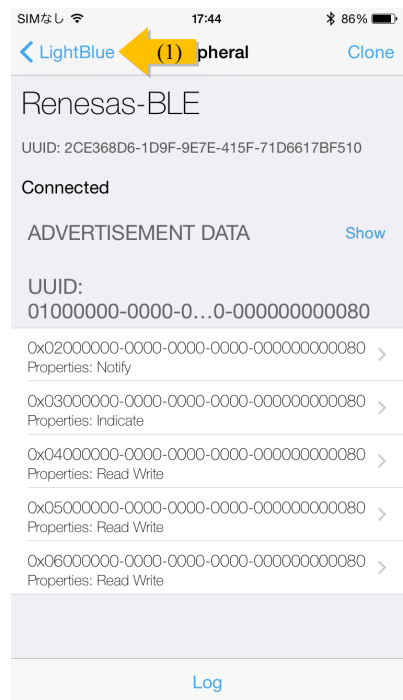 SIMなし 17:44 86%
LightBlue (1) pheral Clone
Renesas-BLE
UUID: 2CE368D6-1D9F-9E7E-415F-71D6617BF510
Connected
ADVERTISEMENT DATA Show
UUID:
01000000-0000-0...0-000000000080
0x02000000-0000-0000-0000-000000000080
Properties: Notify
0x03000000-0000-0000-0000-000000000080
Properties: Indicate
0x04000000-0000-0000-0000-000000000080
Properties: Read Write
0x05000000-0000-0000-0000-000000000080
Properties: Read Write
0x06000000-0000-0000-0000-000000000080
Properties: Read Write
Log